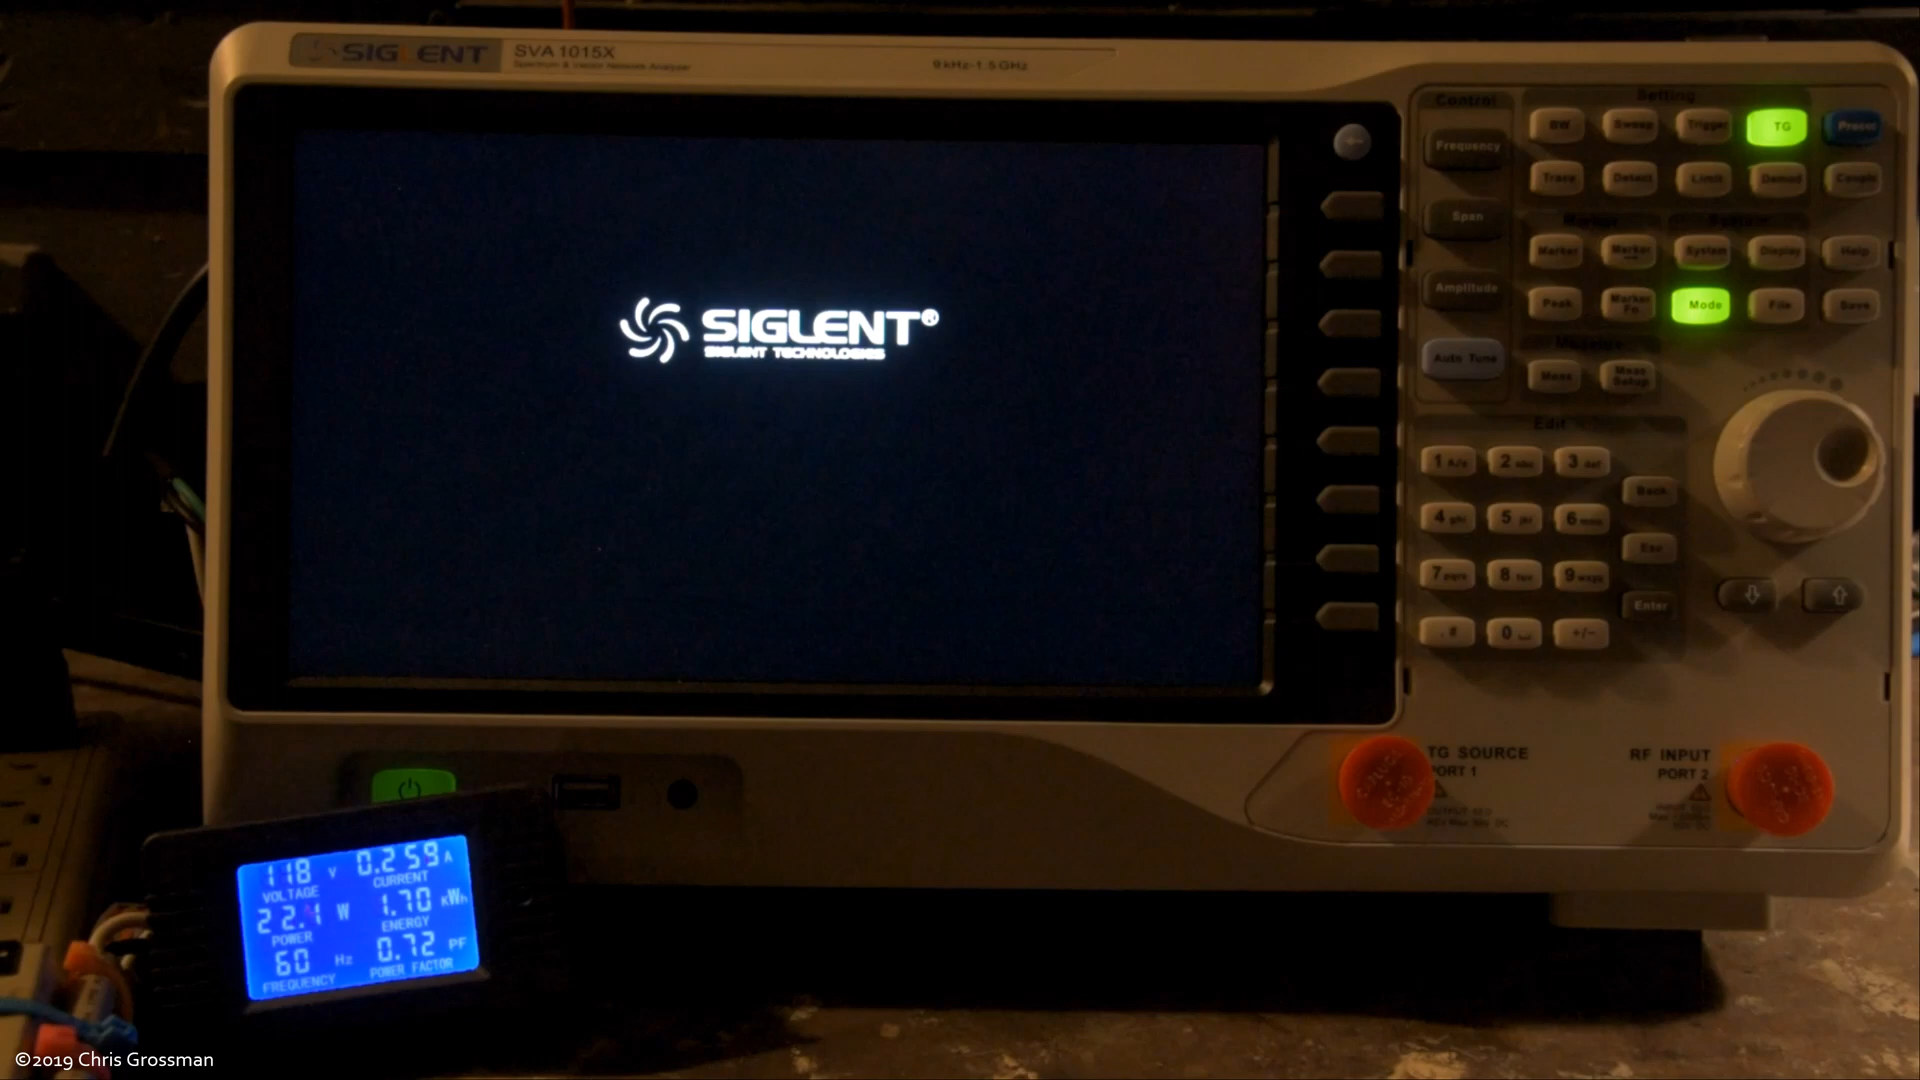 SIGLENT
SVA 1015X
Spectrum & Vector Network Analyzer
9 kHz-1.5 GHz
SIGLENT®
SIGLENT TECHNOLOGIES
Control
Frequency
Span
Amplitude
Auto Tune
Setting
BW Sweep Trigger TG Preset
Trace Detect Limit Demod Couple
Marker System
Marker Marker System Display Help
Peak Marker Fn Mode File Save
Meas Meas Setup
Edit
1 2 abc 3 def
Back
4 ghi 5 jkl 6 mno
Esc
7 pqrs 8 tuv 9 wxyz
Enter
. # 0 +/-
TG SOURCE
PORT 1
RF INPUT
PORT 2
118 V 0.259 A
VOLTAGE CURRENT
22.1 W 1.70 KWh
POWER ENERGY
60 Hz 0.72 PF
FREQUENCY POWER FACTOR
©2019 Chris Grossman